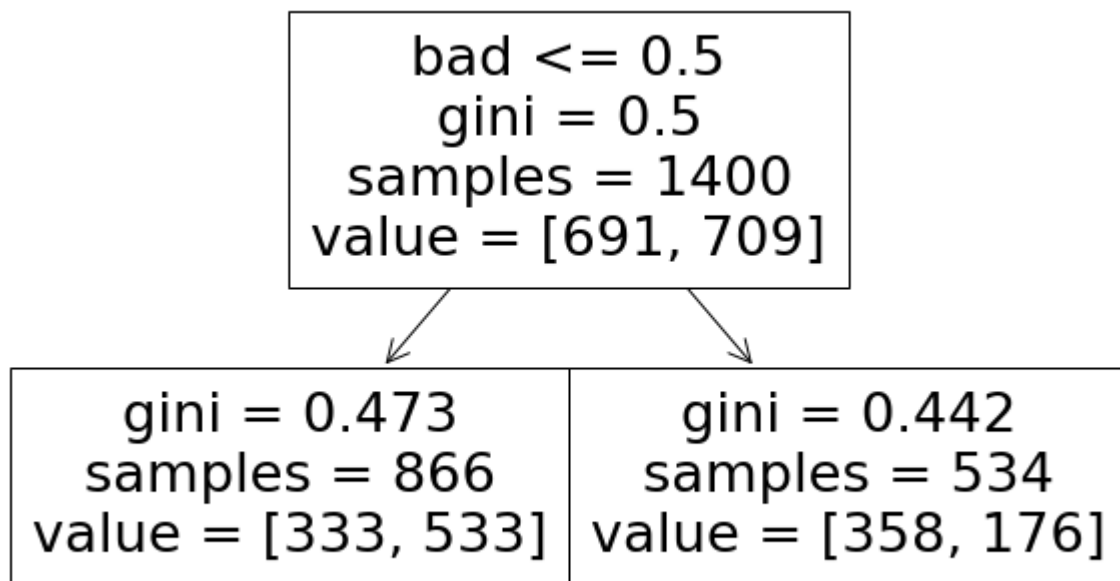 bad <= 0.5
gini = 0.5
samples = 1400
value = [691, 709]
gini = 0.473
samples = 866
value = [333, 533]
gini = 0.442
samples = 534
value = [358, 176]